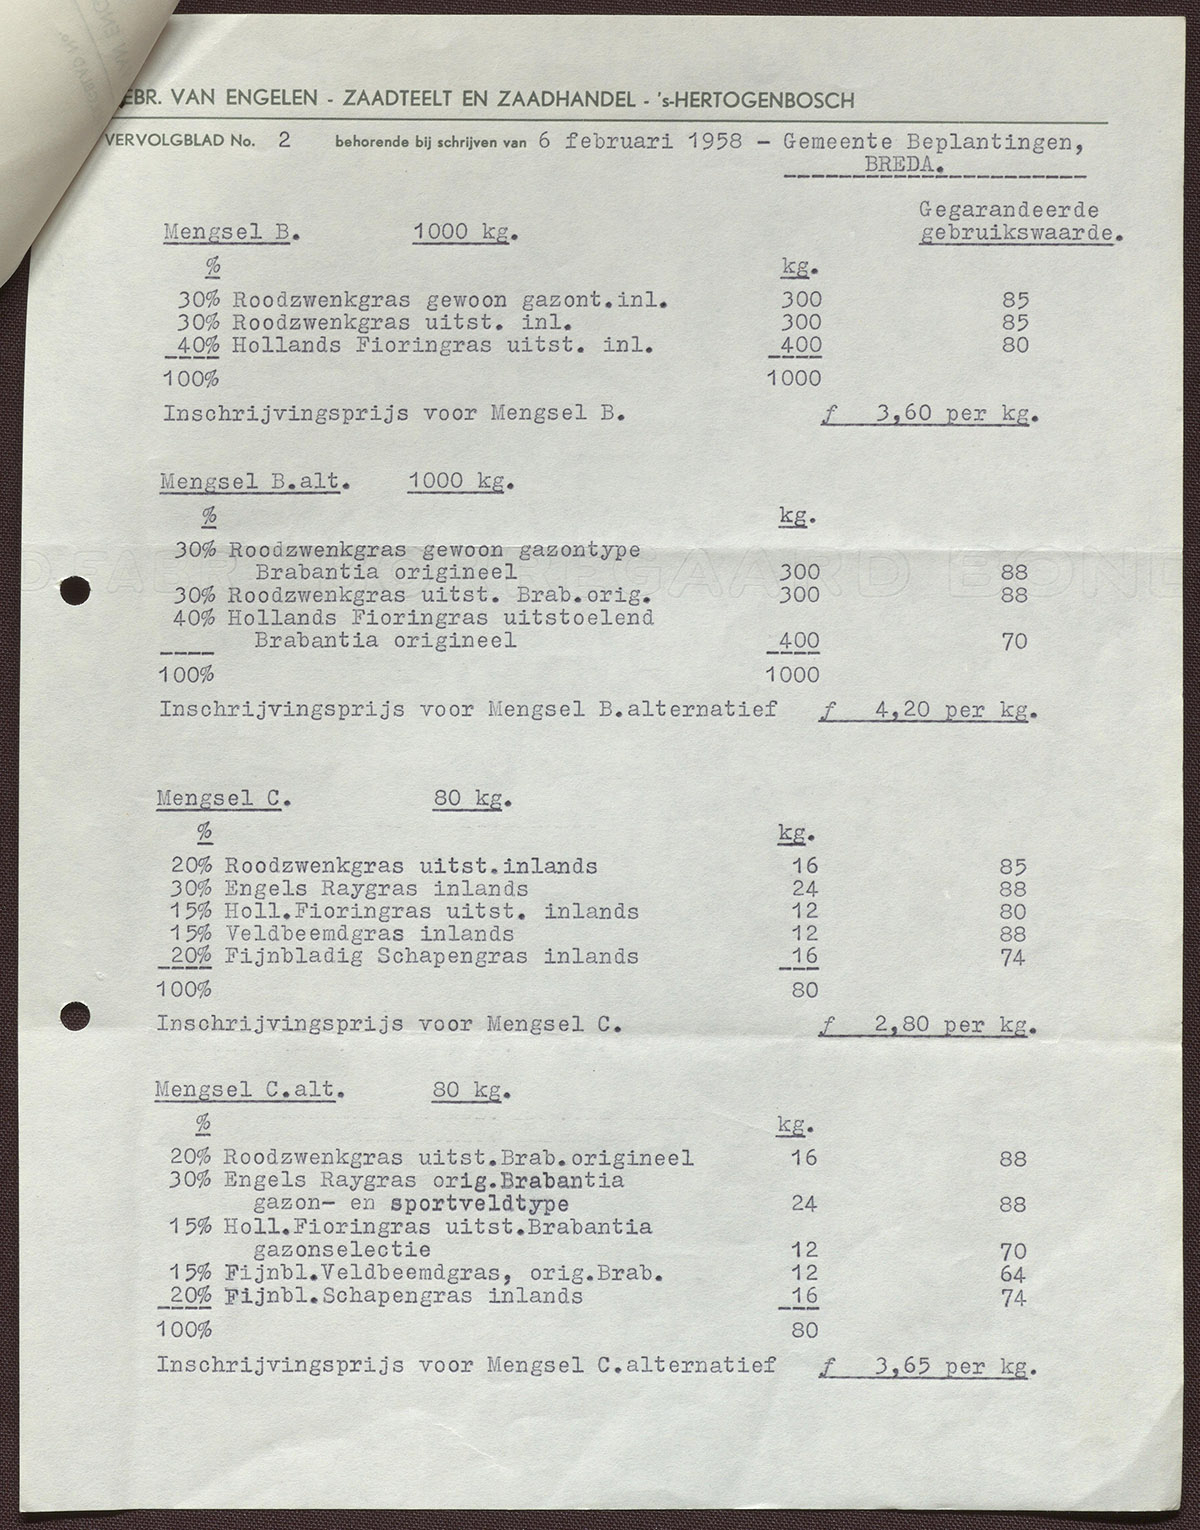 EBR. VAN ENGELEN - ZAADTEELT EN ZAADHANDEL - 's-HERTOGENBOSCH
VERVOLGBLAD No. 2 behorende bij schrijven van 6 februari 1958 - Gemeente Beplantingen,
BREDA.
Gegarandeerde
Mengsel B. 1000 kg. gebruikswaarde.
% kg.
30% Roodzwenkgras gewoon gazont.inl. 300 85
30% Roodzwenkgras uitst. inl. 300 85
40% Hollands Fioringras uitst. inl. 400 80
100% 1000
Inschrijvingsprijs voor Mengsel B. ƒ 3,60 per kg.
Mengsel B.alt. 1000 kg.
% kg.
30% Roodzwenkgras gewoon gazontype
Brabantia origineel 300 88
30% Roodzwenkgras uitst. Brab.orig. 300 88
40% Hollands Fioringras uitstoelend
Brabantia origineel 400 70
100% 1000
Inschrijvingsprijs voor Mengsel B.alternatief ƒ 4,20 per kg.
Mengsel C. 80 kg.
% kg.
20% Roodzwenkgras uitst.inlands 16 85
30% Engels Raygras inlands 24 88
15% Holl.Fioringras uitst. inlands 12 80
15% Veldbeemdgras inlands 12 88
20% Fijnbladig Schapengras inlands 16 74
100% 80
Inschrijvingsprijs voor Mengsel C. ƒ 2,80 per kg.
Mengsel C.alt. 80 kg.
% kg.
20% Roodzwenkgras uitst.Brab.origineel 16 88
30% Engels Raygras orig.Brabantia
gazon- en sportveldtype 24 88
15% Holl.Fioringras uitst.Brabantia
gazonselectie 12 70
15% Fijnbl.Veldbeemdgras, orig.Brab. 12 64
20% Fijnbl.Schapengras inlands 16 74
100% 80
Inschrijvingsprijs voor Mengsel C.alternatief ƒ 3,65 per kg.